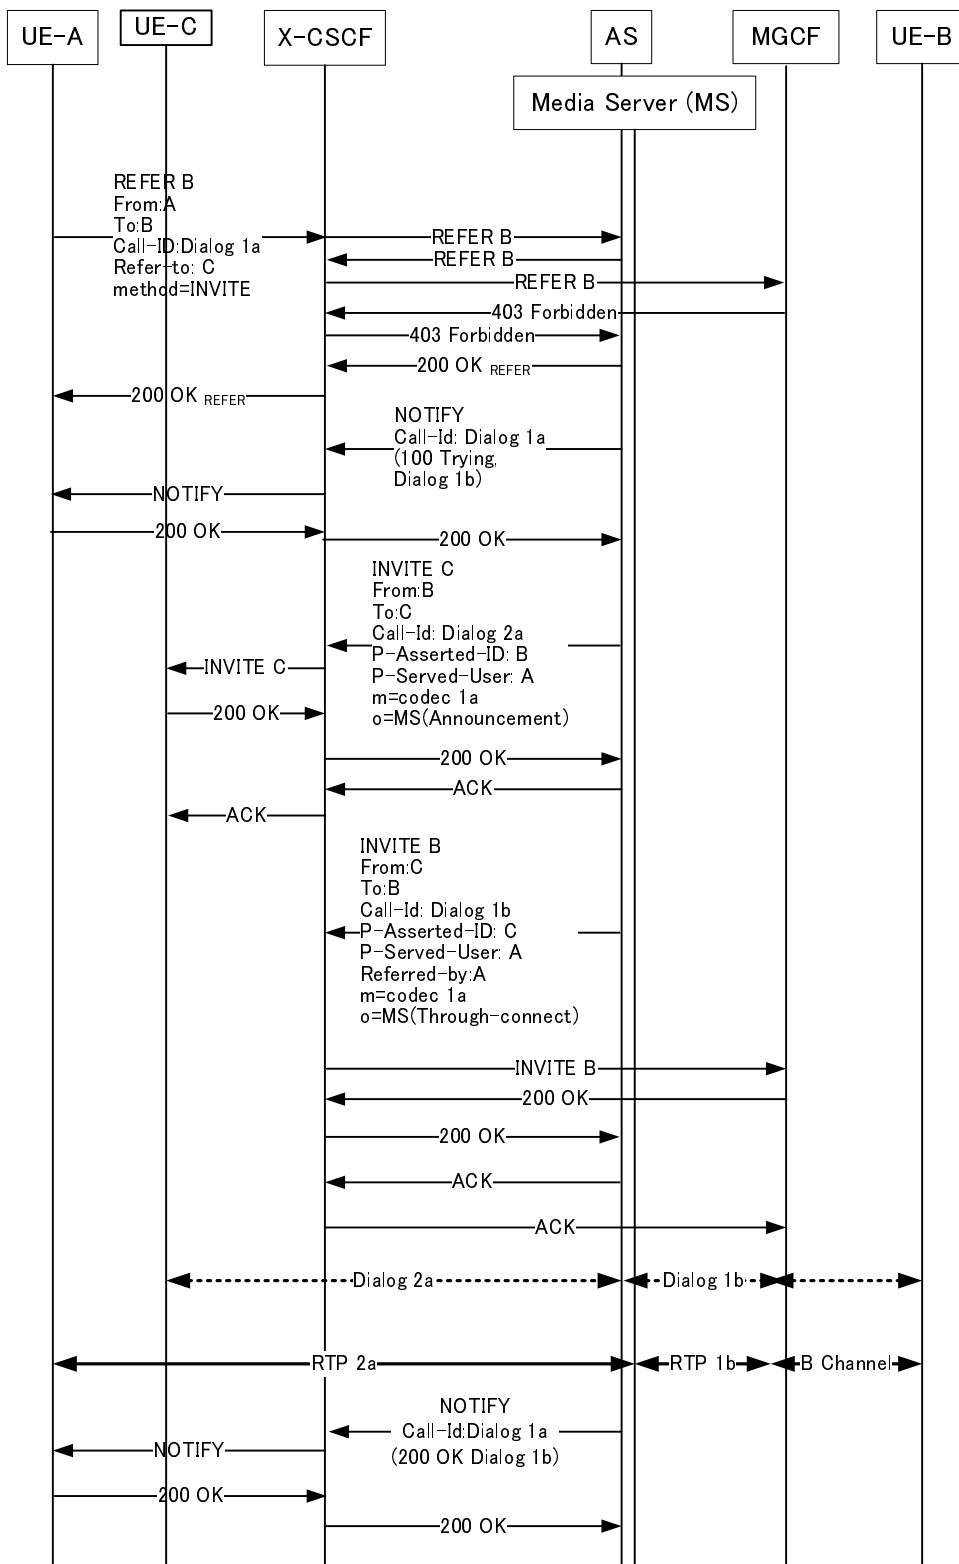 UE-A
UE-C
X-CSCF
AS
MGCF
UE-B
Media Server (MS)
REFER B
From:A
To:B
Call-ID:Dialog 1a
Refer-to: C
method=INVITE
REFER B
REFER B
REFER B
403 Forbidden
403 Forbidden
200 OK REFER
200 OK REFER
NOTIFY
Call-Id: Dialog 1a
(100 Trying,
Dialog 1b)
NOTIFY
200 OK
200 OK
INVITE C
From:B
To:C
Call-Id: Dialog 2a
P-Asserted-ID: B
P-Served-User: A
m=codec 1a
o=MS(Announcement)
INVITE C
200 OK
200 OK
ACK
ACK
INVITE B
From:C
To:B
Call-Id: Dialog 1b
P-Asserted-ID: C
P-Served-User: A
Referred-by:A
m=codec 1a
o=MS(Through-connect)
INVITE B
200 OK
200 OK
ACK
ACK
Dialog 2a
Dialog 1b
RTP 2a
RTP 1b
B Channel
NOTIFY
Call-Id:Dialog 1a
(200 OK Dialog 1b)
NOTIFY
200 OK
200 OK